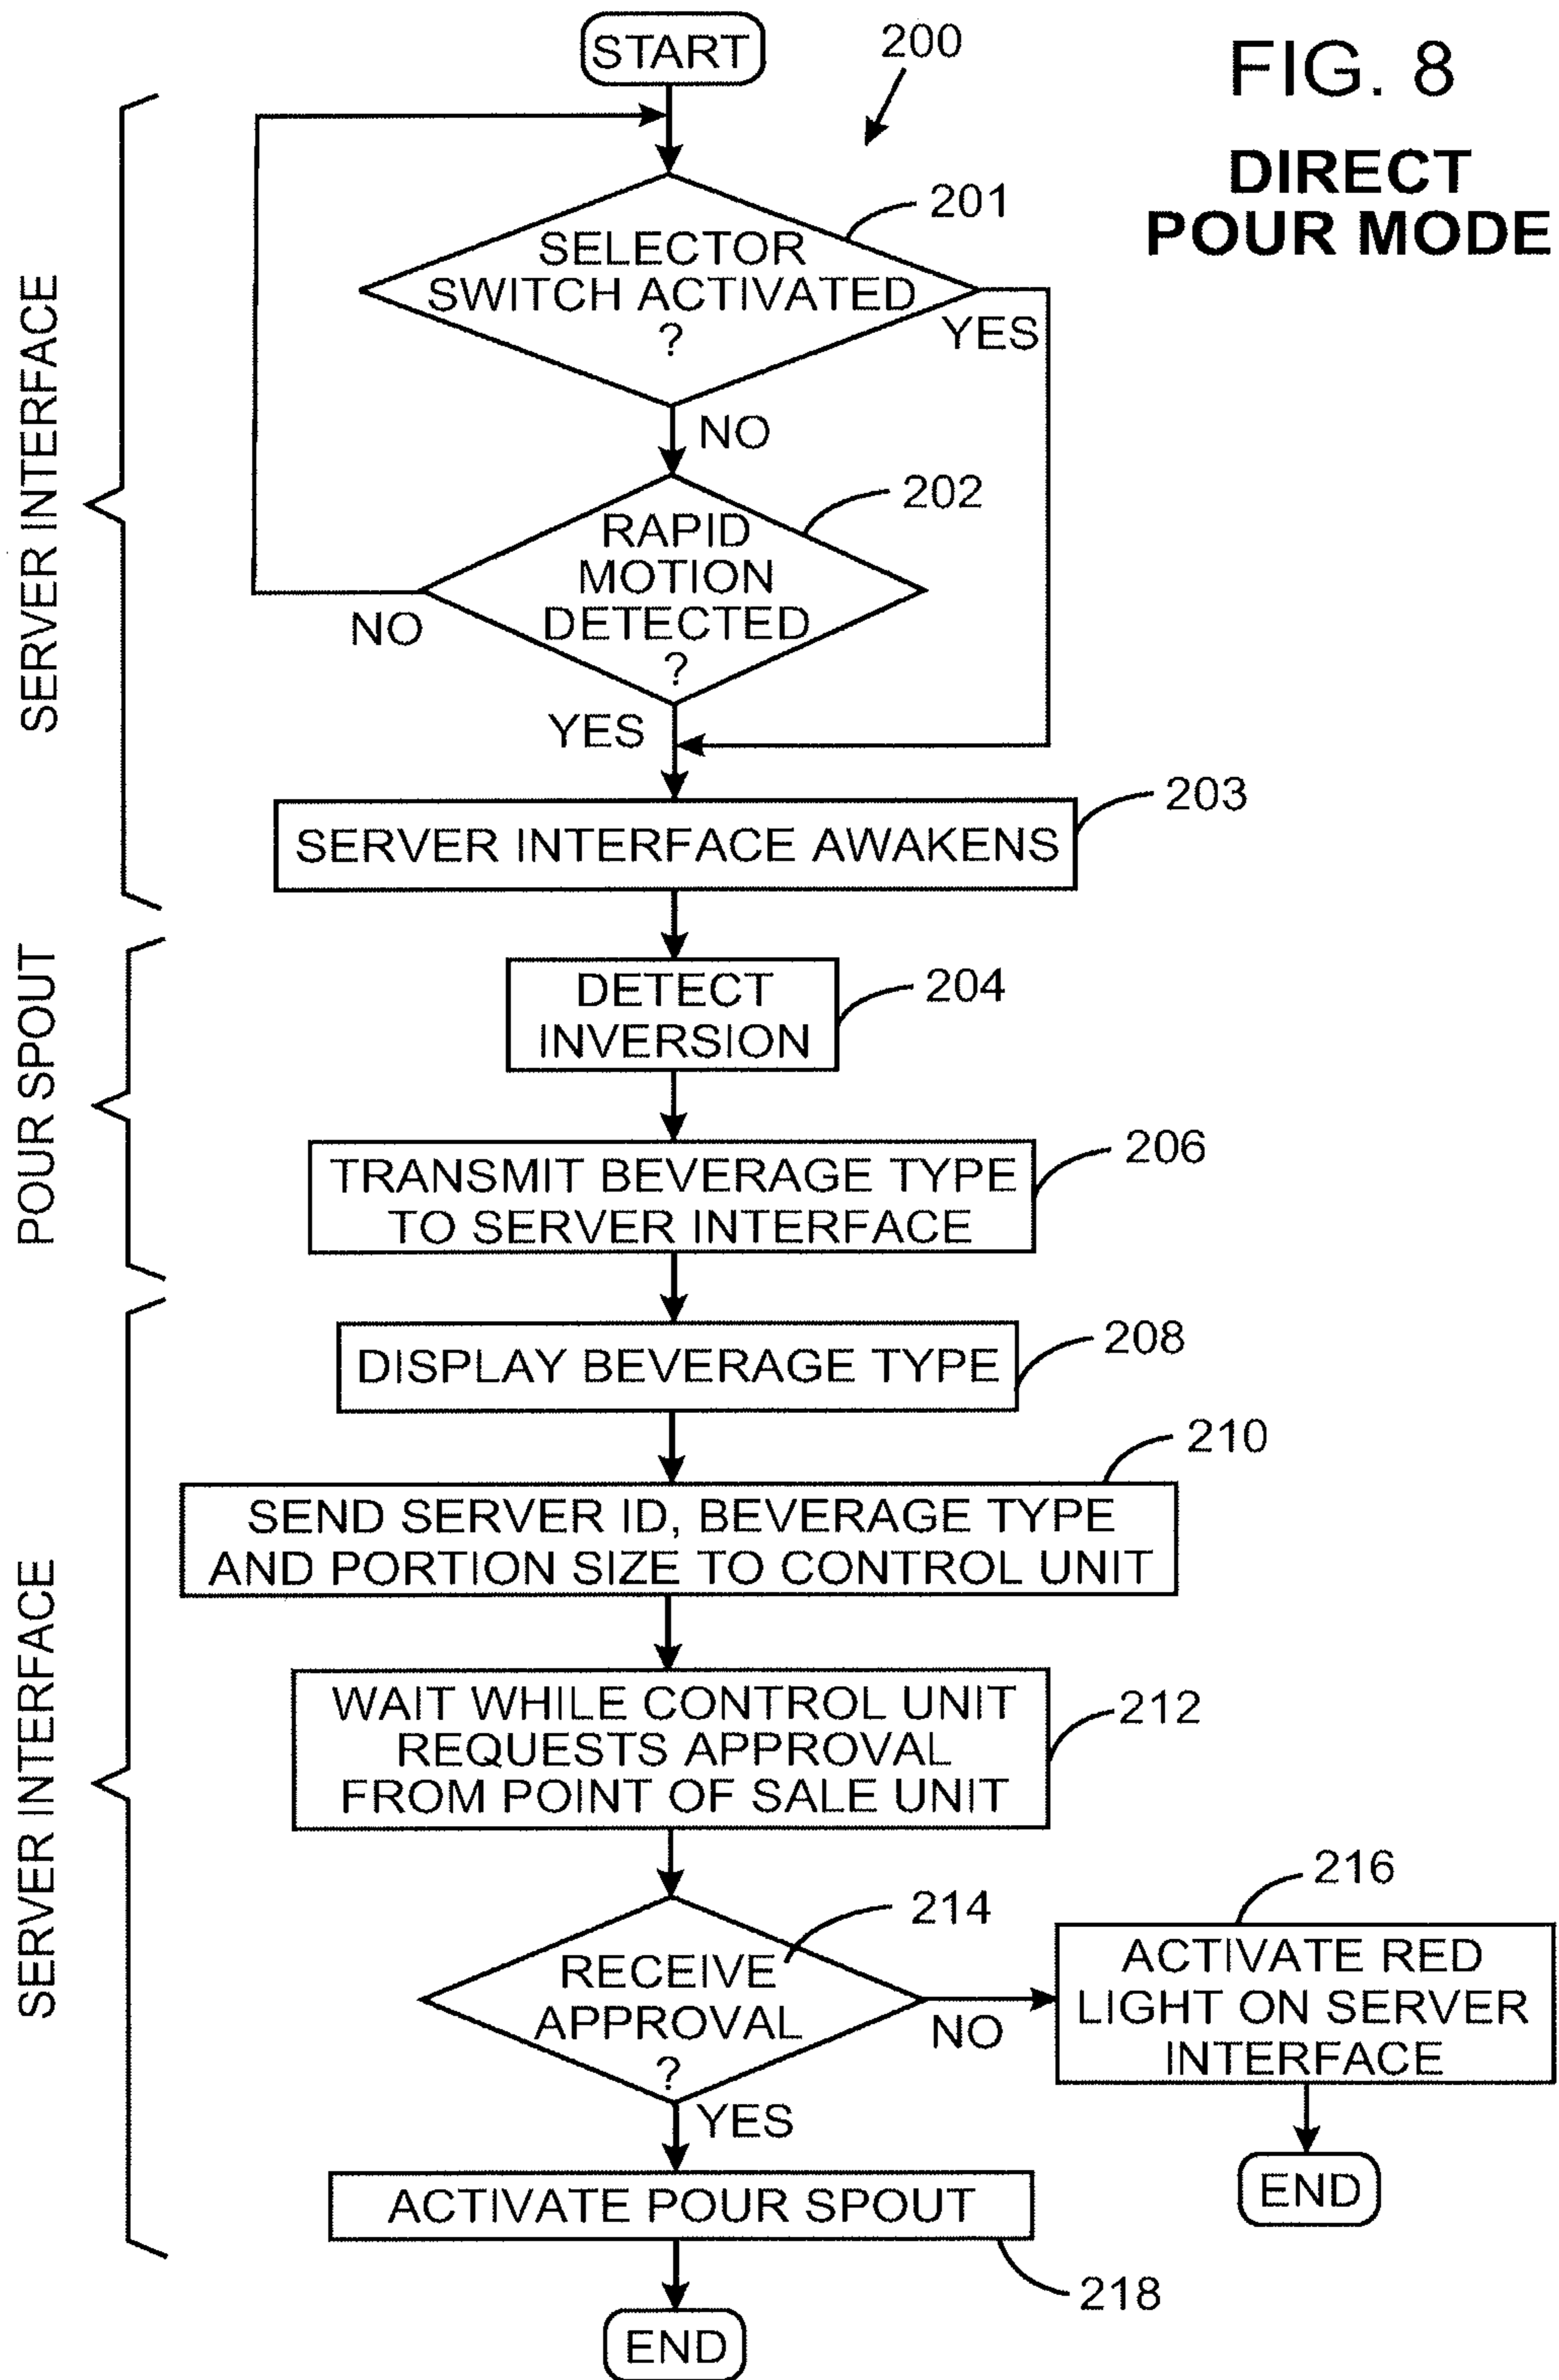 START
200
FIG. 8
DIRECT
POUR MODE
SERVER INTERFACE
201
SELECTOR
SWITCH ACTIVATED
?
YES
NO
202
RAPID
MOTION
DETECTED
?
NO
YES
203
SERVER INTERFACE AWAKENS
POUR SPOUT
DETECT
INVERSION
204
TRANSMIT BEVERAGE TYPE
TO SERVER INTERFACE
206
SERVER INTERFACE
DISPLAY BEVERAGE TYPE
208
210
SEND SERVER ID, BEVERAGE TYPE
AND PORTION SIZE TO CONTROL UNIT
WAIT WHILE CONTROL UNIT
REQUESTS APPROVAL
FROM POINT OF SALE UNIT
212
214
RECEIVE
APPROVAL
?
NO
YES
216
ACTIVATE RED
LIGHT ON SERVER
INTERFACE
END
ACTIVATE POUR SPOUT
218
END